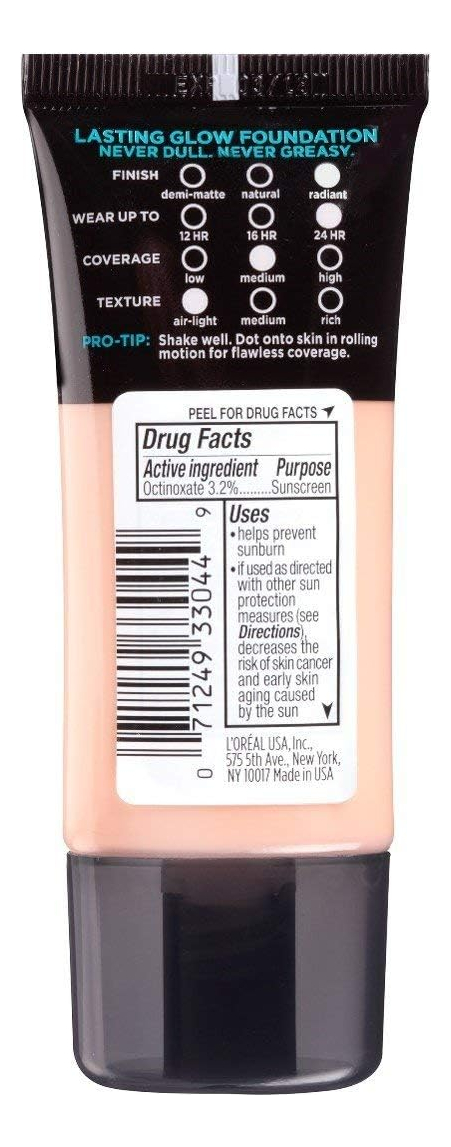 LASTING GLOW FOUNDATION
NEVER DULL. NEVER GREASY.
FINISH
demi-matte natural radiant
WEAR UP TO
12 HR 16 HR 24 HR
COVERAGE
low medium high
TEXTURE
air-light medium rich
PRO-TIP: Shake well. Dot onto skin in rolling
motion for flawless coverage.
PEEL FOR DRUG FACTS
Drug Facts
Active ingredient Purpose
Octinoxate 3.2%.........Sunscreen
Uses
•helps prevent
sunburn
•if used as directed
with other sun
protection
measures (see
Directions),
decreases the
risk of skin cancer
and early skin
aging caused
by the sun
0 71249 33044 9
L'ORÉAL USA, Inc.,
575 5th Ave., New York,
NY 10017 Made in USA